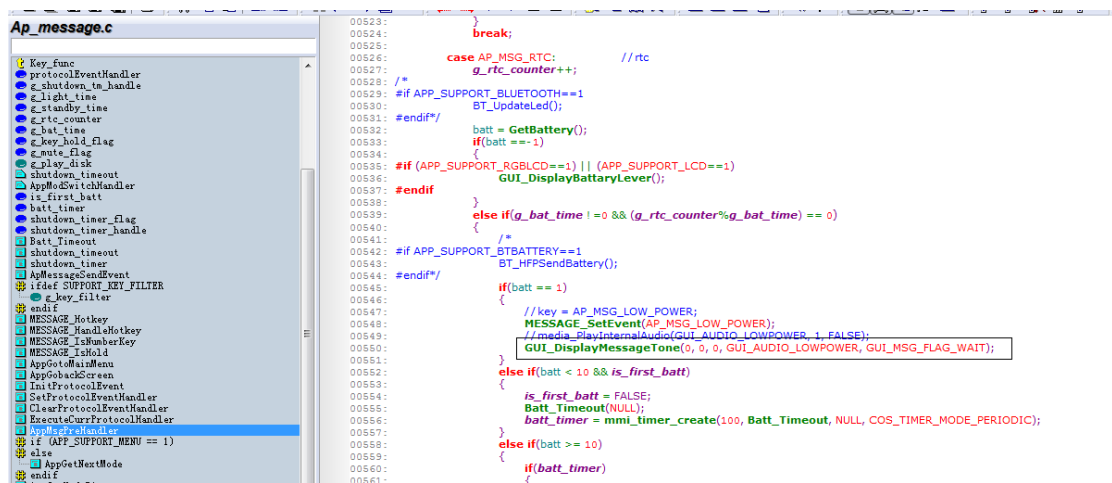 Ap_message.c
Key_func
protocolEventHandler
g_shutdown_tm_handle
g_light_time
g_standby_time
g_rtc_counter
g_bat_time
g_key_hold_flag
g_mute_flag
g_play_disk
shutdown_timeout
AppModSwitchHandler
is_first_batt
batt_timer
shutdown_timer_flag
shutdown_timer_handle
Batt_Timeout
shutdown_timeout
shutdown_timer
ApMessageSendEvent
ifdef SUPPORT_KEY_FILTER
g_key_filter
endif
MESSAGE_Hotkey
MESSAGE_HandleHotkey
MESSAGE_IsNumberKey
MESSAGE_IsHold
AppGotoMainMenu
AppGobackScreen
InitProtocolEvent
SetProtocolEventHandler
ClearProtocolEventHandler
ExecuteCurrProtocolHandler
AppMsgPreHandler
if (APP_SUPPORT_MENU == 1)
else
AppGetNextMode
endif
00523: }
00524: break;
00525:
00526: case AP_MSG_RTC: //rtc
00527: g_rtc_counter++;
00528: /*
00529: #if APP_SUPPORT_BLUETOOTH==1
00530: BT_UpdateLed();
00531: #endif*/
00532: batt = GetBattery();
00533: if(batt ==-1)
00534: {
00535: #if (APP_SUPPORT_RGBLCD==1) || (APP_SUPPORT_LCD==1)
00536: GUI_DisplayBattaryLever();
00537: #endif
00538: }
00539: else if(g_bat_time !=0 && (g_rtc_counter%g_bat_time) == 0)
00540: {
00541: /*
00542: #if APP_SUPPORT_BTBATTERY==1
00543: BT_HFPSendBattery();
00544: #endif*/
00545: if(batt == 1)
00546: {
00547: //key = AP_MSG_LOW_POWER;
00548: MESSAGE_SetEvent(AP_MSG_LOW_POWER);
00549: //media_PlayInternalAudio(GUI_AUDIO_LOWPOWER, 1, FALSE);
00550: GUI_DisplayMessageTone(0, 0, 0, GUI_AUDIO_LOWPOWER, GUI_MSG_FLAG_WAIT);
00551: }
00552: else if(batt < 10 && is_first_batt)
00553: {
00554: is_first_batt = FALSE;
00555: Batt_Timeout(NULL);
00556: batt_timer = mmi_timer_create(100, Batt_Timeout, NULL, COS_TIMER_MODE_PERIODIC);
00557: }
00558: else if(batt >= 10)
00559: {
00560: if(batt_timer)
00561: {